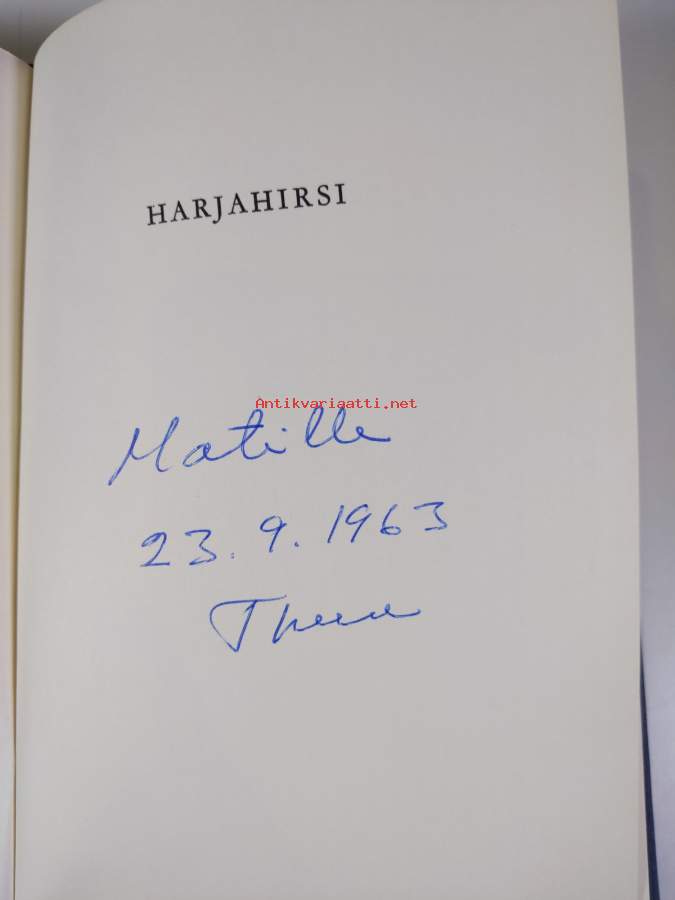 HARJAHIRSI
Antikvariaatti.net
Matille
23.9.1963